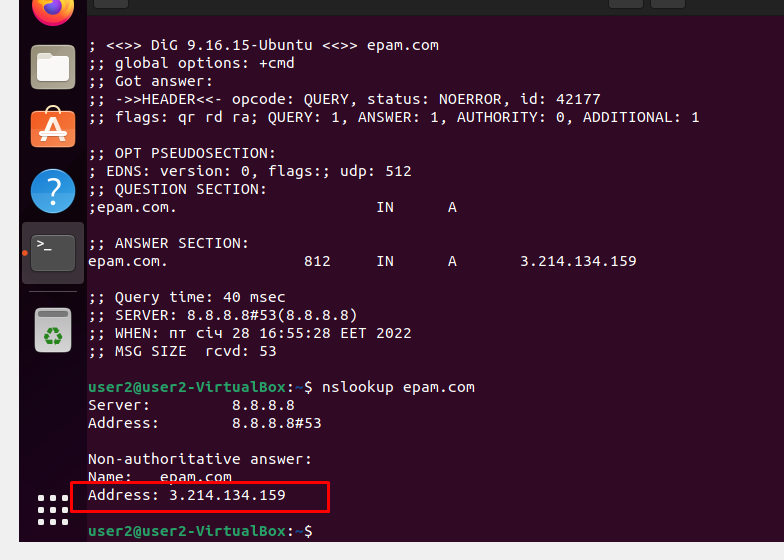 ; <<>> DiG 9.16.15-Ubuntu <<>> epam.com
;; global options: +cmd
;; Got answer:
;; ->>HEADER<<- opcode: QUERY, status: NOERROR, id: 42177
;; flags: qr rd ra; QUERY: 1, ANSWER: 1, AUTHORITY: 0, ADDITIONAL: 1
;; OPT PSEUDOSECTION:
; EDNS: version: 0, flags:; udp: 512
;; QUESTION SECTION:
;epam.com. IN A
;; ANSWER SECTION:
epam.com. 812 IN A 3.214.134.159
;; Query time: 40 msec
;; SERVER: 8.8.8.8#53(8.8.8.8)
;; WHEN: пт січ 28 16:55:28 EET 2022
;; MSG SIZE rcvd: 53
user2@user2-VirtualBox:~$ nslookup epam.com
Server: 8.8.8.8
Address: 8.8.8.8#53
Non-authoritative answer:
Name: epam.com
Address: 3.214.134.159
user2@user2-VirtualBox:~$